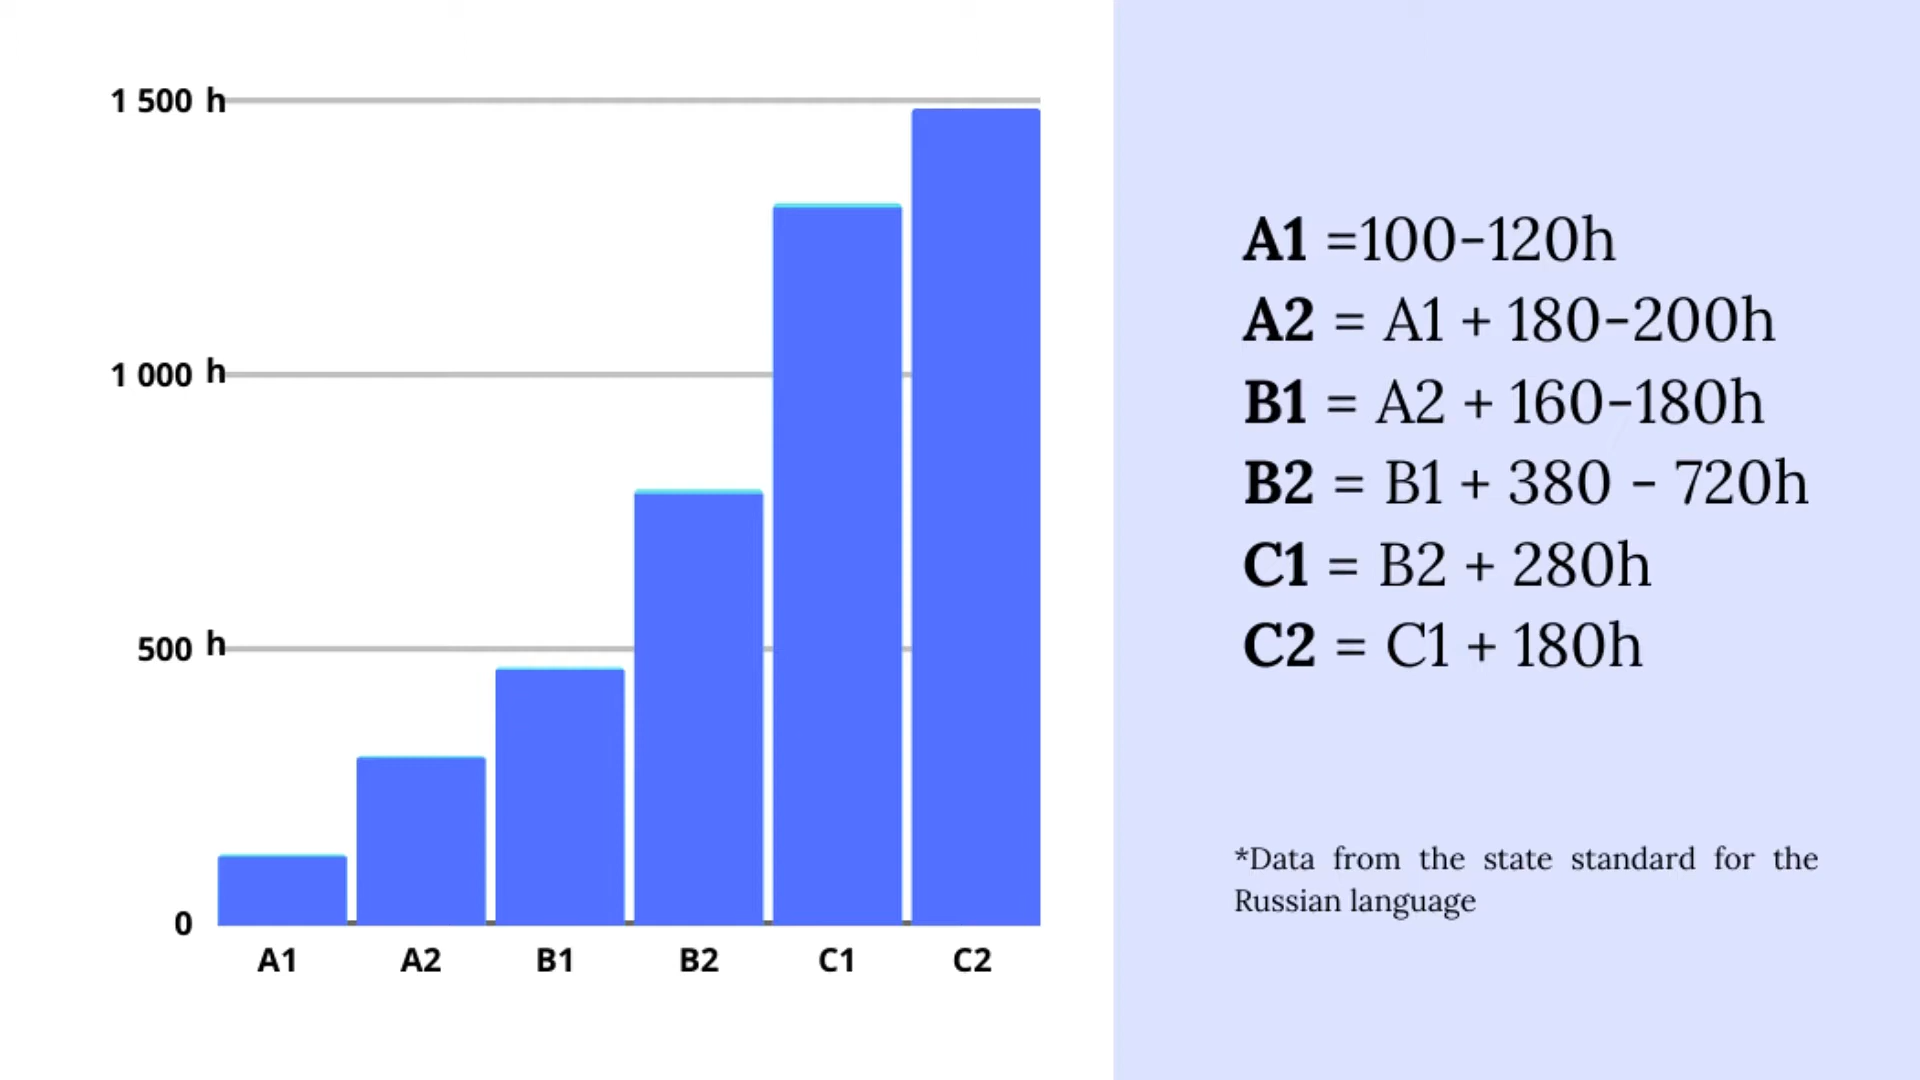 1 500 h
1 000 h
500 h
0
A1 A2 B1 B2 C1 C2
A1 =100-120h
A2 = A1 + 180-200h
B1 = A2 + 160-180h
B2 = B1 + 380 - 720h
C1 = B2 + 280h
C2 = C1 + 180h
*Data from the state standard for the
Russian language